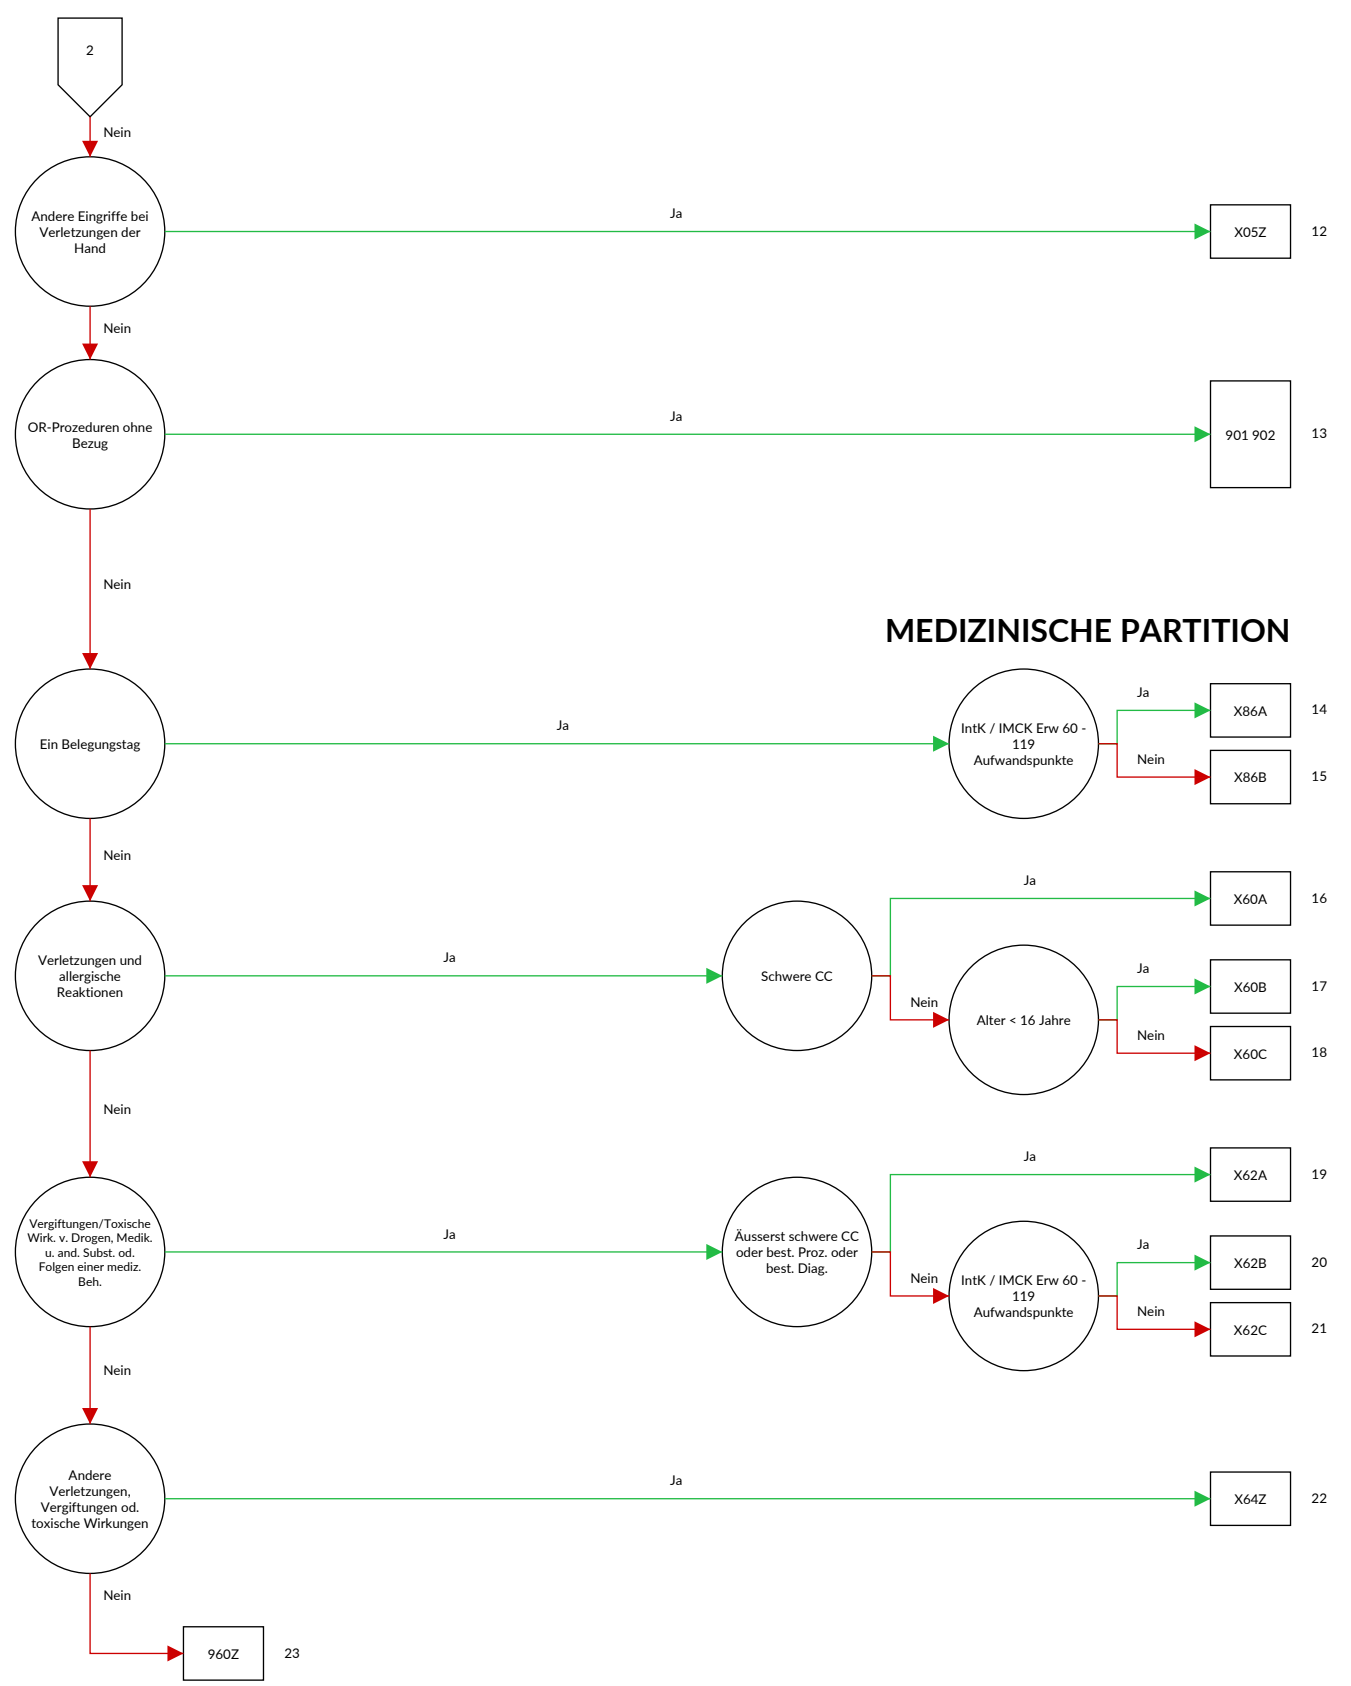 2
Nein
Andere Eingriffe bei
Verletzungen der
Hand
Ja
X05Z
12
Nein
OR-Prozeduren ohne
Bezug
Ja
901 902
13
Nein
MEDIZINISCHE PARTITION
Ein Belegungstag
Ja
IntK / IMCK Erw 60 -
119
Aufwandspunkte
Ja
X86A
14
Nein
X86B
15
Nein
Verletzungen und
allergische
Reaktionen
Ja
Schwere CC
Ja
X60A
16
Nein
Alter < 16 Jahre
Ja
X60B
17
Nein
X60C
18
Nein
Vergiftungen/Toxische
Wirk. v. Drogen, Medik.
u. and. Subst. od.
Folgen einer mediz.
Beh.
Ja
Äusserst schwere CC
oder best. Proz. oder
best. Diag.
Ja
X62A
19
Nein
IntK / IMCK Erw 60 -
119
Aufwandspunkte
Ja
X62B
20
Nein
X62C
21
Nein
Andere
Verletzungen,
Vergiftungen od.
toxische Wirkungen
Ja
X64Z
22
Nein
960Z
23